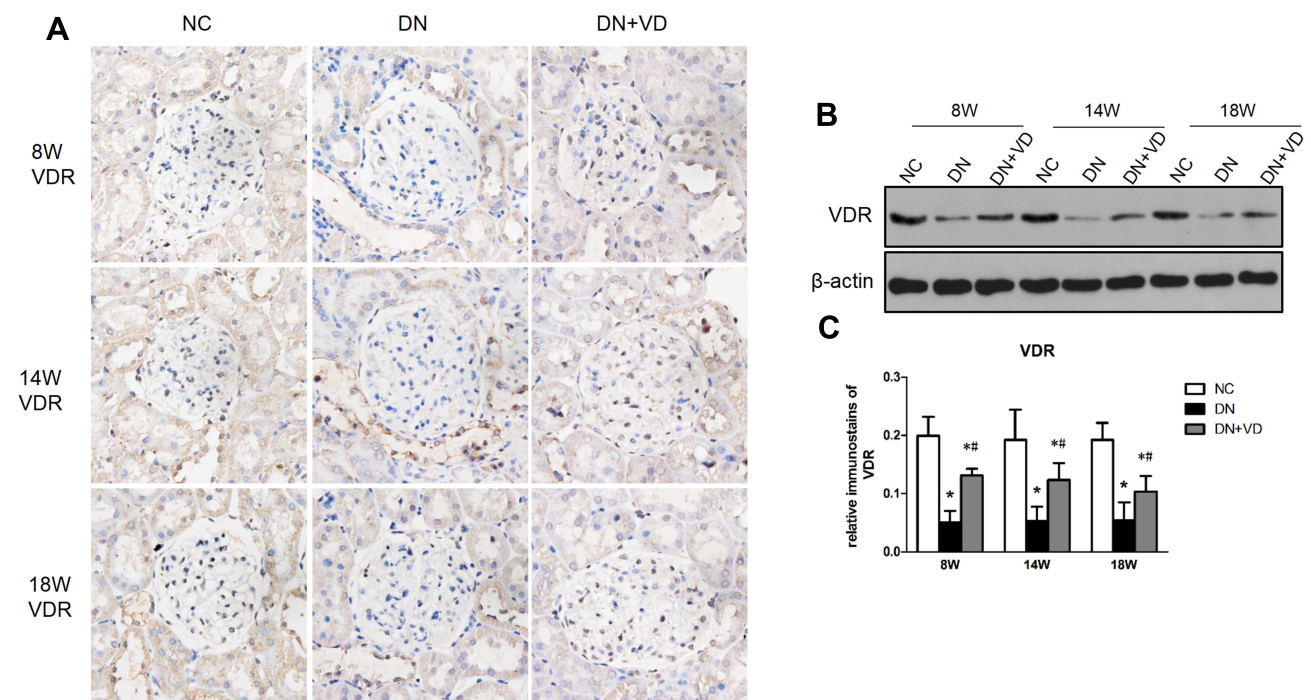 A
NC DN DN+VD
8W
VDR
14W
VDR
18W
VDR
B
8W 14W 18W
NC DN DN+VD NC DN DN+VD NC DN DN+VD
VDR
β-actin
C
VDR
relative immunostains of
VDR
0.3
0.2
0.1
0.0
*
*#
*
*#
*
*#
8W 14W 18W
NC
DN
DN+VD